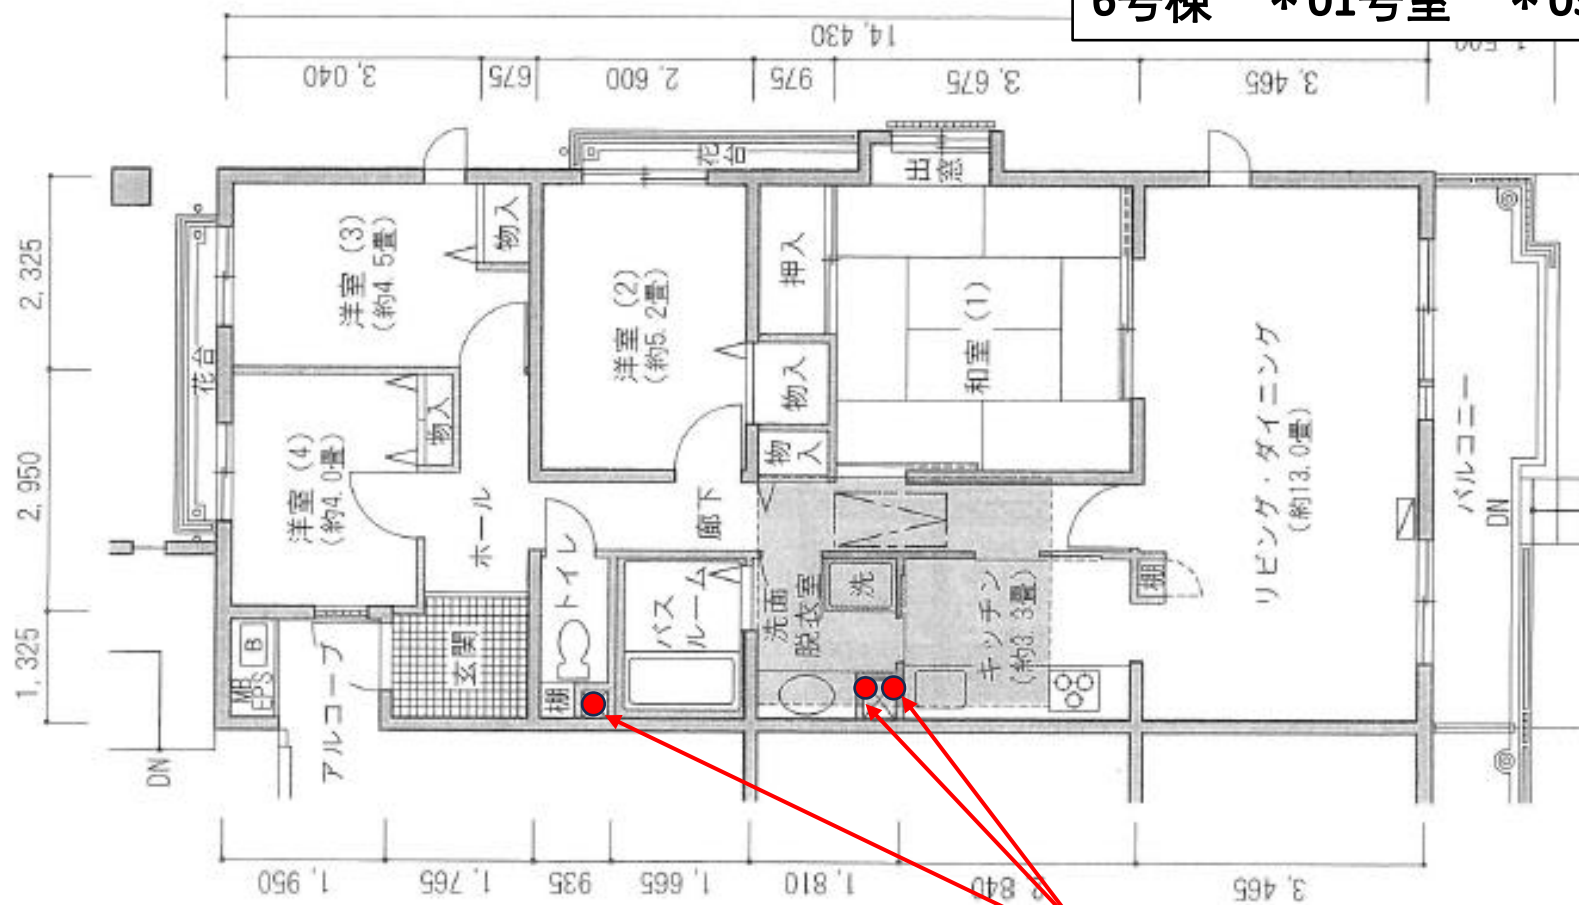 6号棟 *01号室 *0
14,430
3,040
675
2,600
975
3,675
3,465
1,500
2,325
2,950
1,325
花台
出窓
洋室 (3)
(約4.5畳)
物入
洋室 (2)
(約5.2畳)
押入
和室 (1)
物入
物入
花台
洋室 (4)
(約4.0畳)
物入
ホール
廊下
リビング・ダイニング
(約13.0畳)
バルコニー
DN
トイレ
バス
ルーム
洗面
脱衣室
洗
キッチン
(約3.3畳)
棚
MB
EPS
B
アルコーブ
玄関
棚
DN
1,950
1,765
935
1,665
1,810
840
3,465